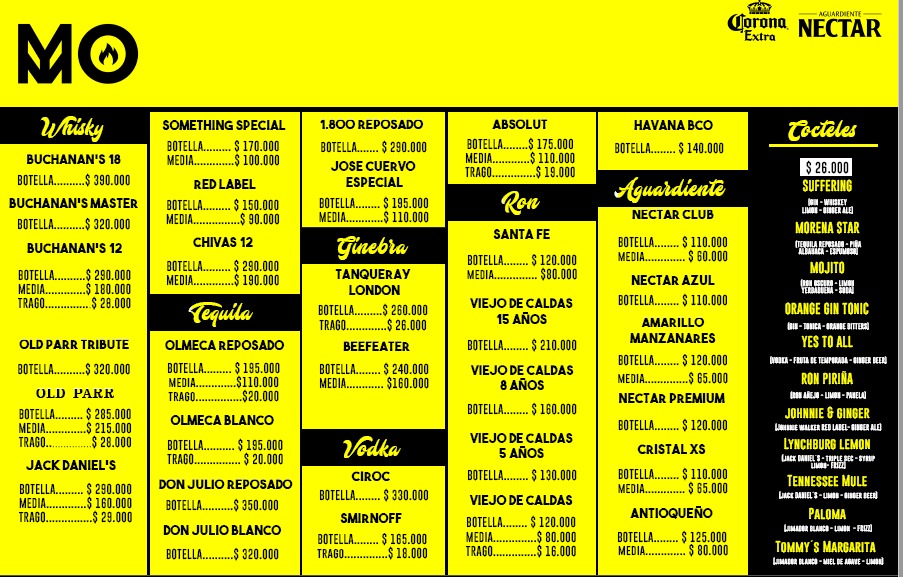 MO
Corona
Extra
AGUARDIENTE
NECTAR
Whisky
BUCHANAN'S 18
BOTELLA..........$ 390.000
BUCHANAN'S MASTER
BOTELLA..........$ 320.000
BUCHANAN'S 12
BOTELLA..........$ 290.000
MEDIA..............$ 180.000
TRAGO..............$ 28.000
OLD PARR TRIBUTE
BOTELLA..........$ 320.000
OLD PARR
BOTELLA.......... $ 285.000
MEDIA.............. $ 215.000
TRAGO.................$ 28.000
JACK DANIEL'S
BOTELLA.......... $ 290.000
MEDIA..............$ 160.000
TRAGO..............$ 29.000
SOMETHING SPECIAL
BOTELLA........ $ 170.000
MEDIA............$ 100.000
RED LABEL
BOTELLA........ $ 150.000
MEDIA..............$ 90.000
CHIVAS 12
BOTELLA........ $ 290.000
MEDIA............ $ 190.000
Tequila
OLMECA REPOSADO
BOTELLA........ $ 195.000
MEDIA............$110.000
TRAGO..............$20.000
OLMECA BLANCO
BOTELLA.......... $ 195.000
TRAGO.............. $ 20.000
DON JULIO REPOSADO
BOTELLA..........$ 350.000
DON JULIO BLANCO
BOTELLA..........$ 320.000
1.800 REPOSADO
BOTELLA........ $ 290.000
JOSE CUERVO
ESPECIAL
BOTELLA........ $ 195.000
MEDIA............ $ 110.000
Ginebra
TANQUERAY
LONDON
BOTELLA........$ 260.000
TRAGO.............$ 26.000
BEEFEATER
BOTELLA........ $ 240.000
MEDIA............$160.000
Vodka
CIROC
BOTELLA........ $ 330.000
SMIRNOFF
BOTELLA........ $ 165.000
TRAGO..............$ 18.000
ABSOLUT
BOTELLA........ $ 175.000
MEDIA............$ 110.000
TRAGO..............$ 19.000
Ron
SANTA FE
BOTELLA........ $ 120.000
MEDIA.............. $80.000
VIEJO DE CALDAS
15 AÑOS
BOTELLA........ $ 210.000
VIEJO DE CALDAS
8 AÑOS
BOTELLA........ $ 160.000
VIEJO DE CALDAS
5 AÑOS
BOTELLA........ $ 130.000
VIEJO DE CALDAS
BOTELLA........ $ 120.000
MEDIA..............$ 80.000
TRAGO..............$ 16.000
HAVANA BCO
BOTELLA........ $ 140.000
Aguardiente
NECTAR CLUB
BOTELLA........ $ 110.000
MEDIA............. $ 60.000
NECTAR AZUL
BOTELLA........ $ 110.000
AMARILLO
MANZANARES
BOTELLA........ $ 120.000
MEDIA............ $ 65.000
NECTAR PREMIUM
BOTELLA........ $ 120.000
CRISTAL XS
BOTELLA........ $ 110.000
MEDIA............ $ 65.000
ANTIOQUEÑO
BOTELLA........ $ 125.000
MEDIA............ $ 80.000
Cocteles
$ 26.000
SUFFERING
(GIN - WHISKEY
LIMON - GINGER ALE)
MORENA STAR
(TEQUILA REPOSADO - PIÑA
ALBAHACA - ESPUMOSO)
MOJITO
(RON OSCURO - LIMON
YERBABUENA - SODA)
ORANGE GIN TONIC
(GIN - TONICA - ORANGE BITTERS)
YES TO ALL
(VODKA - FRUTA DE TEMPORADA - GINGER BEER)
RON PIRIÑA
(RON AÑEJO - LIMON - PANELA)
JOHNNIE & GINGER
(JOHNNIE WALKER RED LABEL- GINGER ALE)
LYNCHBURG LEMON
(JACK DANIEL'S - TRIPLE SEC - SYRUP
LIMON- FRIZZ)
TENNESSEE MULE
(JACK DANIEL'S - LIMON - GINGER BEER)
PALOMA
(JIMADOR BLANCO - LIMON - FRIZZ)
TOMMY´S MARGARITA
(JIMADOR BLANCO - MIEL DE AGAVE - LIMON)